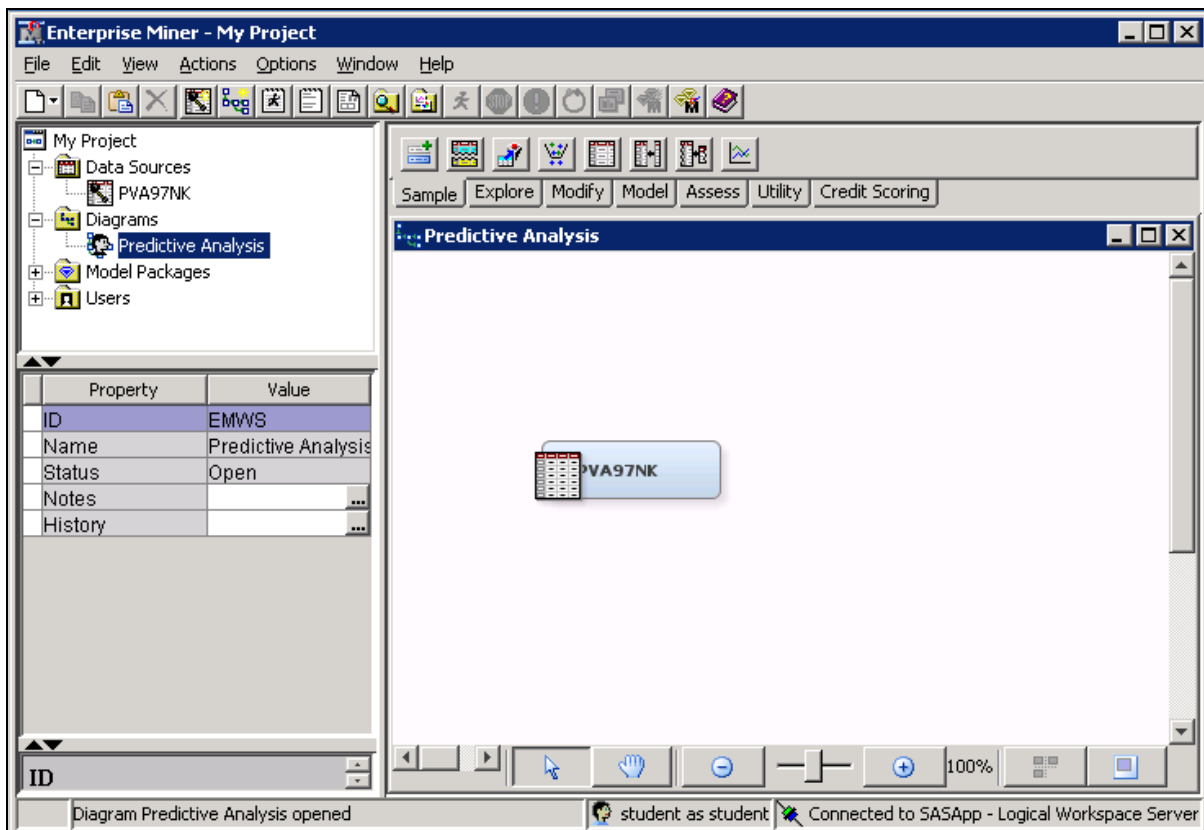 Enterprise Miner - My Project
File Edit View Actions Options Window Help
My Project
Data Sources
PVA97NK
Diagrams
Predictive Analysis
Model Packages
Users
Property Value
ID EMWS
Name Predictive Analysis
Status Open
Notes ...
History ...
ID
Sample Explore Modify Model Assess Utility Credit Scoring
Predictive Analysis
PVA97NK
100%
Diagram Predictive Analysis opened
student as student
Connected to SASApp - Logical Workspace Server